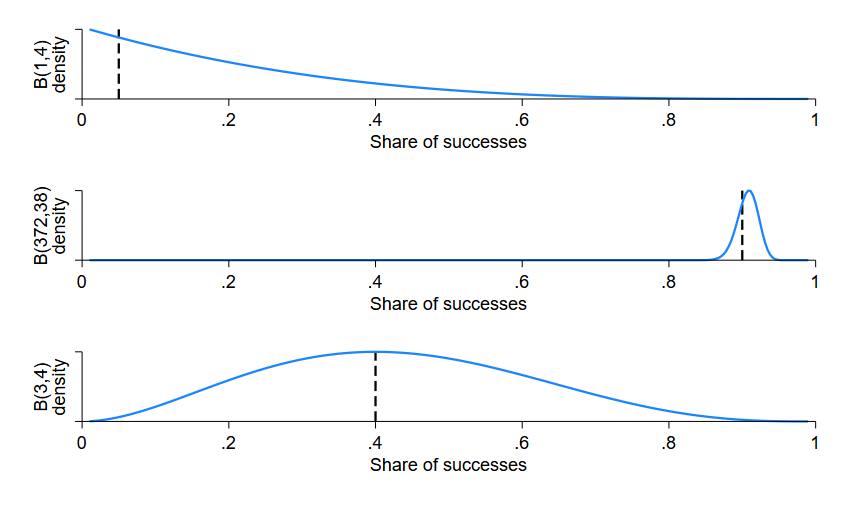 B(1,4)
density
0 .2 .4 .6 .8 1
Share of successes
B(372,38)
density
0 .2 .4 .6 .8 1
Share of successes
B(3,4)
density
0 .2 .4 .6 .8 1
Share of successes